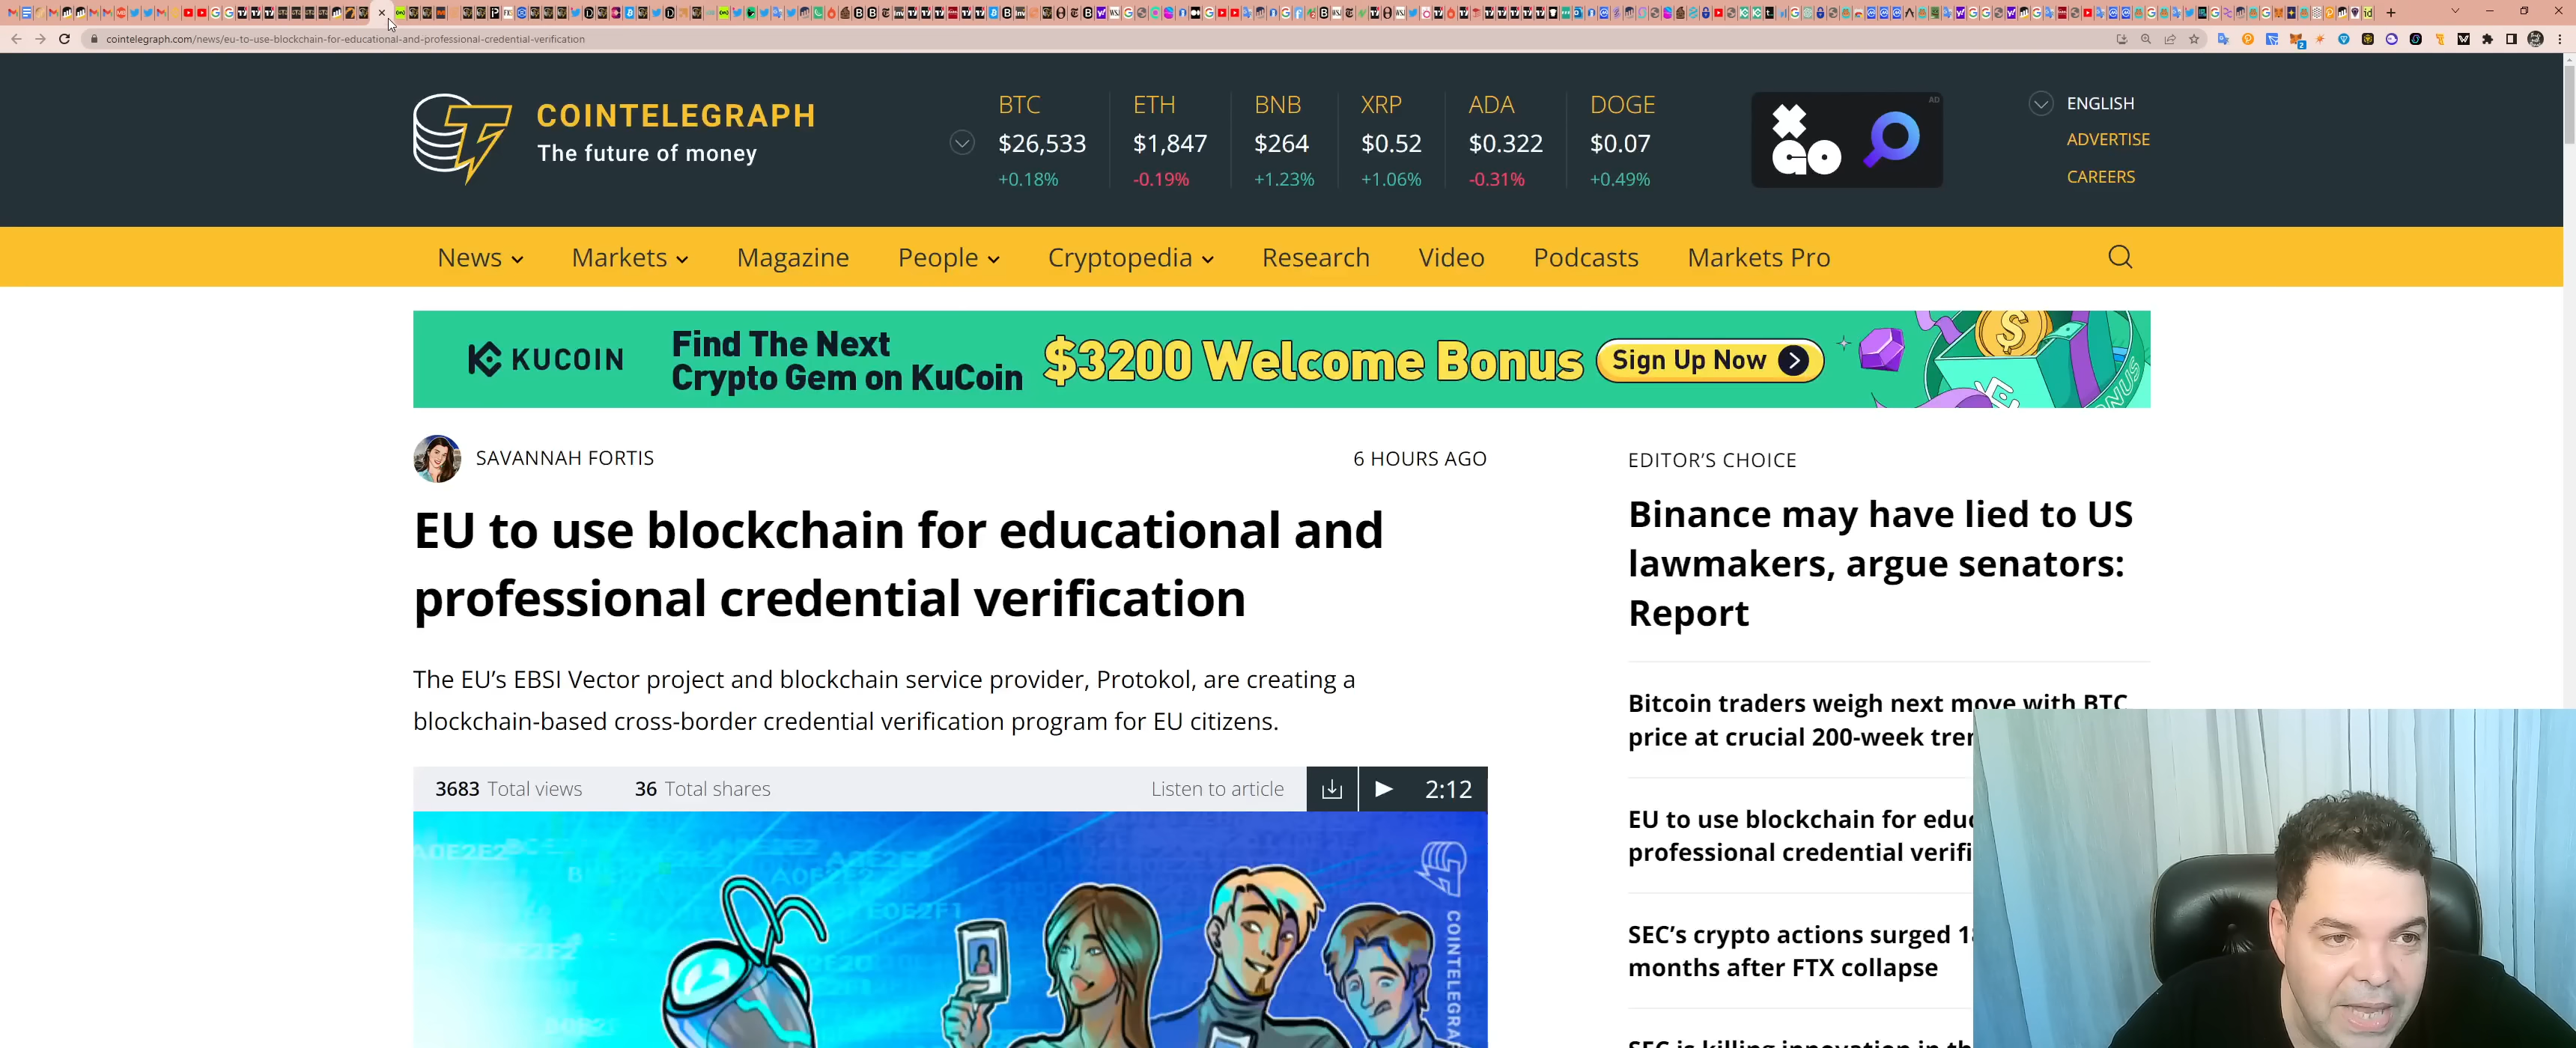 cointelegraph.com/news/eu-to-use-blockchain-for-educational-and-professional-credential-verification
COINTELEGRAPH
The future of money
BTC
$26,533
+0.18%
ETH
$1,847
-0.19%
BNB
$264
+1.23%
XRP
$0.52
+1.06%
ADA
$0.322
-0.31%
DOGE
$0.07
+0.49%
AD
ENGLISH
ADVERTISE
CAREERS
News
Markets
Magazine
People
Cryptopedia
Research
Video
Podcasts
Markets Pro
KUCOIN
Find The Next
Crypto Gem on KuCoin
$3200 Welcome Bonus
Sign Up Now
SAVANNAH FORTIS
6 HOURS AGO
EU to use blockchain for educational and
professional credential verification
The EU's EBSI Vector project and blockchain service provider, Protokol, are creating a
blockchain-based cross-border credential verification program for EU citizens.
3683 Total views
36 Total shares
Listen to article
2:12
COINTELEGRA
EDITOR'S CHOICE
Binance may have lied to US
lawmakers, argue senators:
Report
Bitcoin traders weigh next move with BTC
price at crucial 200-week
EU to use blockchain for
professional credential
SEC's crypto actions surged
months after FTX collapse
SEC is killing innovation in